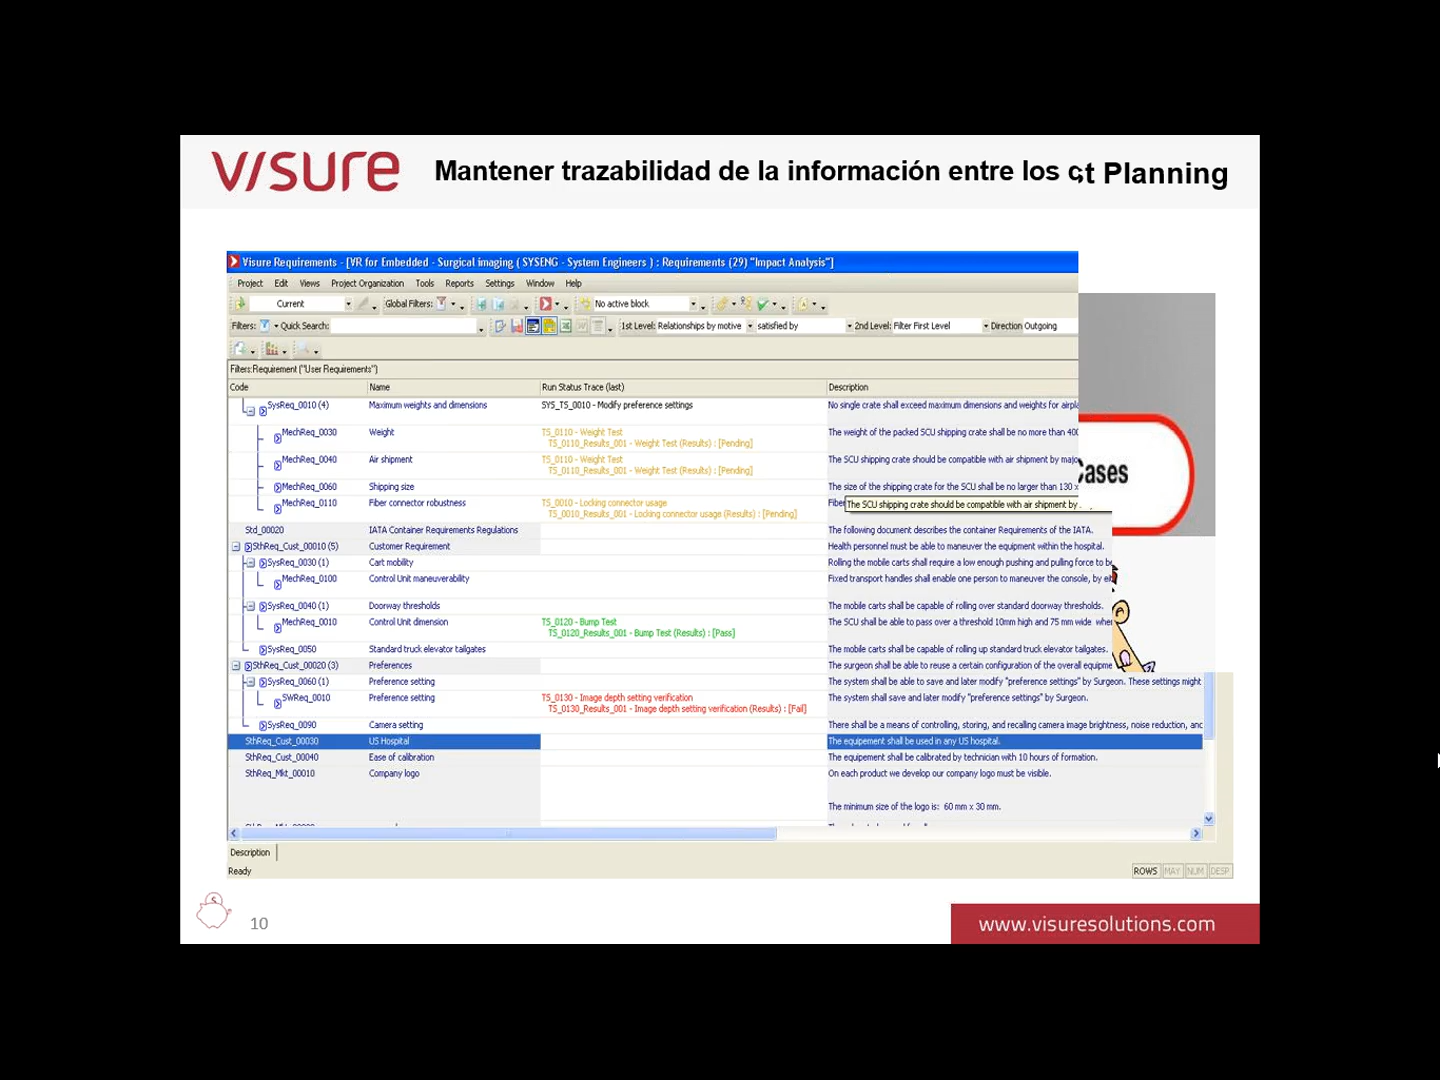 visure
Mantener trazabilidad de la información entre los
t Planning
Visure Requirements - [VR for Embedded - Surgical imaging ( SYSENG - System Engineers ) : Requirements (29) "Impact Analysis"]
Project Edit Views Project Organization Tools Reports Settings Window Help
Current Global Filters: No active block
Filters: Quick Search: 1st Level: Relationships by motive satisfied by 2nd Level: Filter First Level Direction Outgoing
Filters:Requirement ("User Requirements")
Code Name Run Status Trace (last) Description
SysReq_0010 (4) Maximum weights and dimensions SYS_TS_0010 - Modify preference settings No single crate shall exceed maximum dimensions and weights for airpla
MechReq_0030 Weight TS_0110 - Weight Test The weight of the packed SCU shipping crate shall be no more than 400
TS_0110_Results_001 - Weight Test (Results) : [Pending]
MechReq_0040 Air shipment TS_0110 - Weight Test The SCU shipping crate should be compatible with air shipment by majo
TS_0110_Results_001 - Weight Test (Results) : [Pending]
Cases
MechReq_0060 Shipping size The size of the shipping crate for the SCU shall be no larger than 130 x
MechReq_0110 Fiber connector robustness TS_0010 - Locking connector usage Fiber The SCU shipping crate should be compatible with air shipment by
TS_0010_Results_001 - Locking connector usage (Results) : [Pending]
Std_00020 IATA Container Requirements Regulations The following document describes the container Requirements of the IATA.
SthReq_Cust_00010 (5) Customer Requirement Health personnel must be able to maneuver the equipment within the hospital.
SysReq_0030 (1) Cart mobility Rolling the mobile carts shall require a low enough pushing and pulling force to be
MechReq_0100 Control Unit maneuverability Fixed transport handles shall enable one person to maneuver the console, by ei
SysReq_0040 (1) Doorway thresholds The mobile carts shall be capable of rolling over standard doorway thresholds.
MechReq_0010 Control Unit dimension TS_0120 - Bump Test The SCU shall be able to pass over a threshold 10mm high and 75 mm wide whe
TS_0120_Results_001 - Bump Test (Results) : [Pass]
SysReq_0050 Standard truck elevator tailgates The mobile carts shall be capable of rolling up standard truck elevator tailgates.
SthReq_Cust_00020 (3) Preferences The surgeon shall be able to reuse a certain configuration of the overall equipme
SysReq_0060 (1) Preference setting The system shall be able to save and later modify "preference settings" by Surgeon. These settings might
SWReq_0010 Preference setting TS_0130 - Image depth setting verification The system shall save and later modify "preference settings" by Surgeon.
TS_0130_Results_001 - Image depth setting verification (Results) : [Fail]
SysReq_0090 Camera setting There shall be a means of controlling, storing, and recalling camera image brightness, noise reduction, and
SthReq_Cust_00030 US Hospital The equipement shall be used in any US hospital.
SthReq_Cust_00040 Ease of calibration The equipement shall be calibrated by technician with 10 hours of formation.
SthReq_Mkt_00010 Company logo On each product we develop our company logo must be visible.
The minimum size of the logo is: 60 mm x 30 mm.
Description
Ready ROWS MAY NUM DESP
10
www.visuresolutions.com